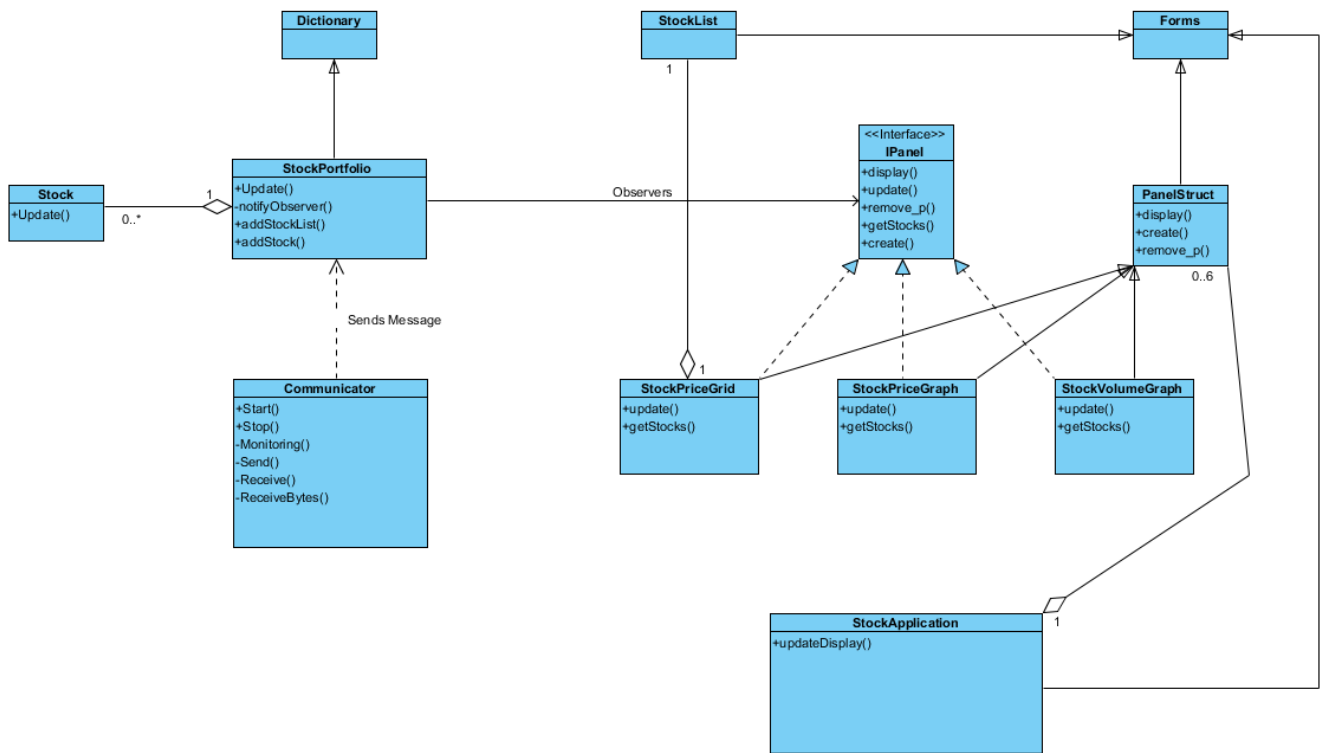 Dictionary
StockList
Forms
1
<<Interface>>
IPanel
+display()
+update()
+remove_p()
+getStocks()
+create()
StockPortfolio
+Update()
-notifyObserver()
+addStockList()
+addStock()
Stock
+Update()
1
0..*
Observers
PanelStruct
+display()
+create()
+remove_p()
0..6
Sends Message
1
Communicator
+Start()
+Stop()
-Monitoring()
-Send()
-Receive()
-ReceiveBytes()
StockPriceGrid
+update()
+getStocks()
StockPriceGraph
+update()
+getStocks()
StockVolumeGraph
+update()
+getStocks()
StockApplication
+updateDisplay()
1